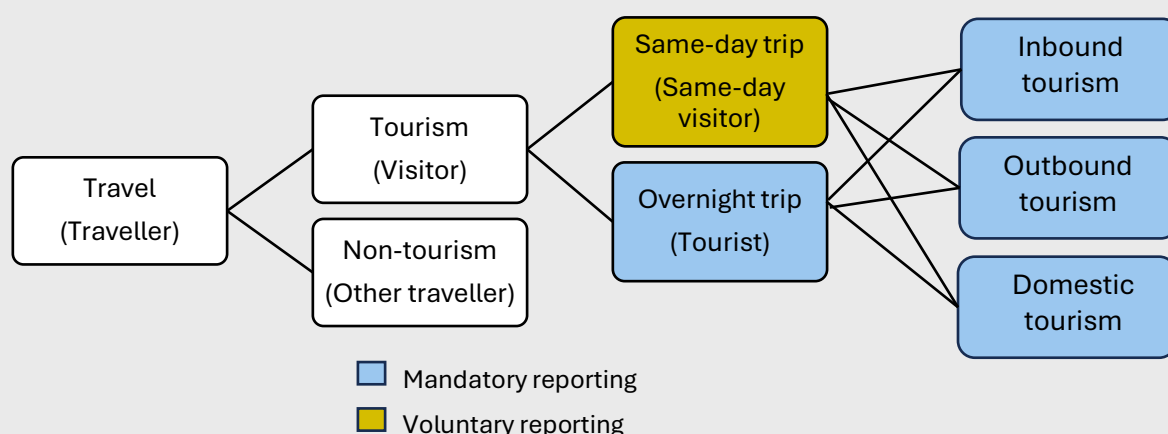 Travel
(Traveller)
Tourism
(Visitor)
Non-tourism
(Other traveller)
Same-day trip
(Same-day
visitor)
Overnight trip
(Tourist)
Inbound
tourism
Outbound
tourism
Domestic
tourism
Mandatory reporting
Voluntary reporting